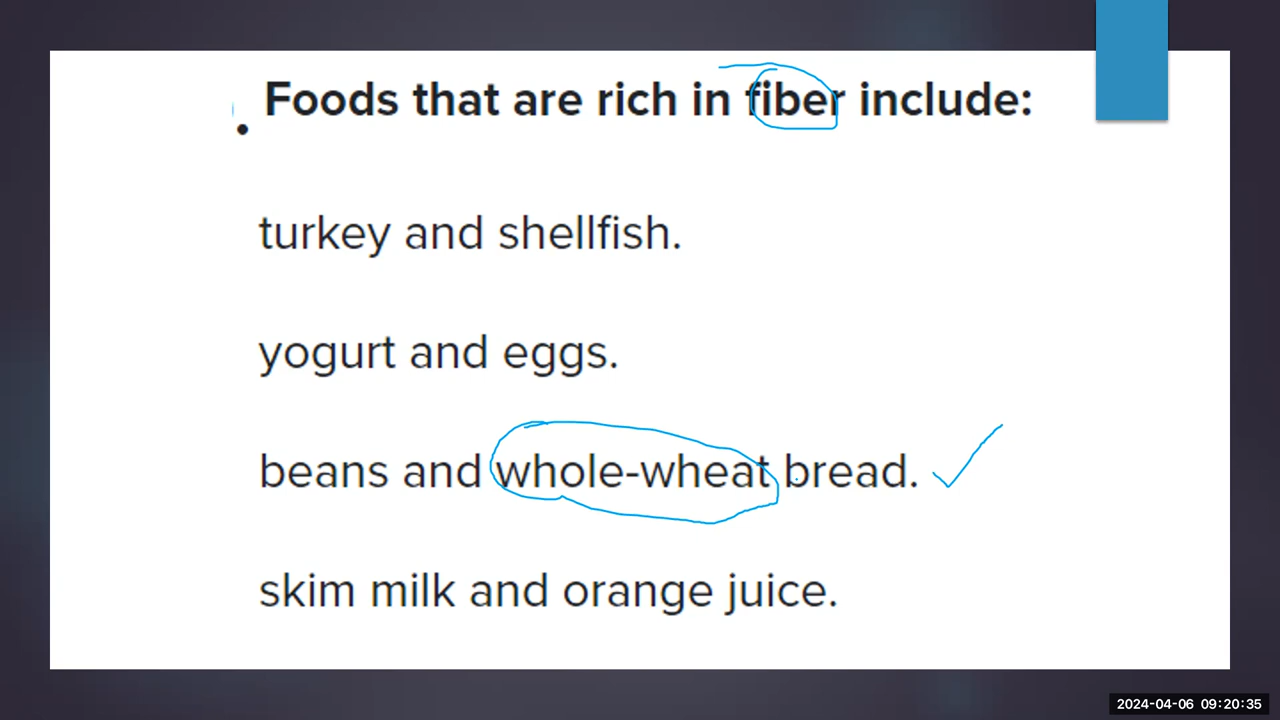 • Foods that are rich in fiber include:
turkey and shellfish.
yogurt and eggs.
beans and whole-wheat bread.
skim milk and orange juice.
2024-04-06 09:20:35